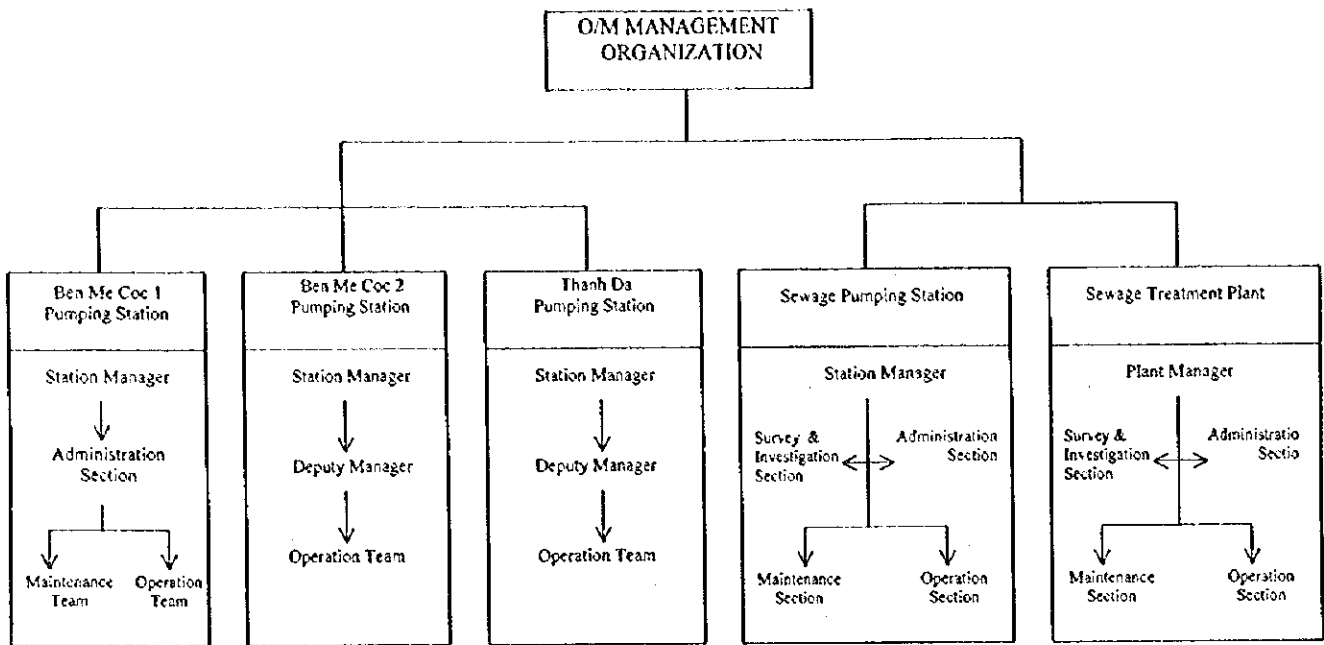 O/M MANAGEMENT
ORGANIZATION
Ben Me Coc 1
Pumping Station
Station Manager
Administration
Section
Maintenance
Team
Operation
Team
Ben Me Coc 2
Pumping Station
Station Manager
Deputy Manager
Operation Team
Thanh Da
Pumping Station
Station Manager
Deputy Manager
Operation Team
Sewage Pumping Station
Station Manager
Survey &
Investigation
Section
Administration
Section
Maintenance
Section
Operation
Section
Sewage Treatment Plant
Plant Manager
Survey &
Investigation
Section
Administratio
Sectio
Maintenance
Section
Operation
Section